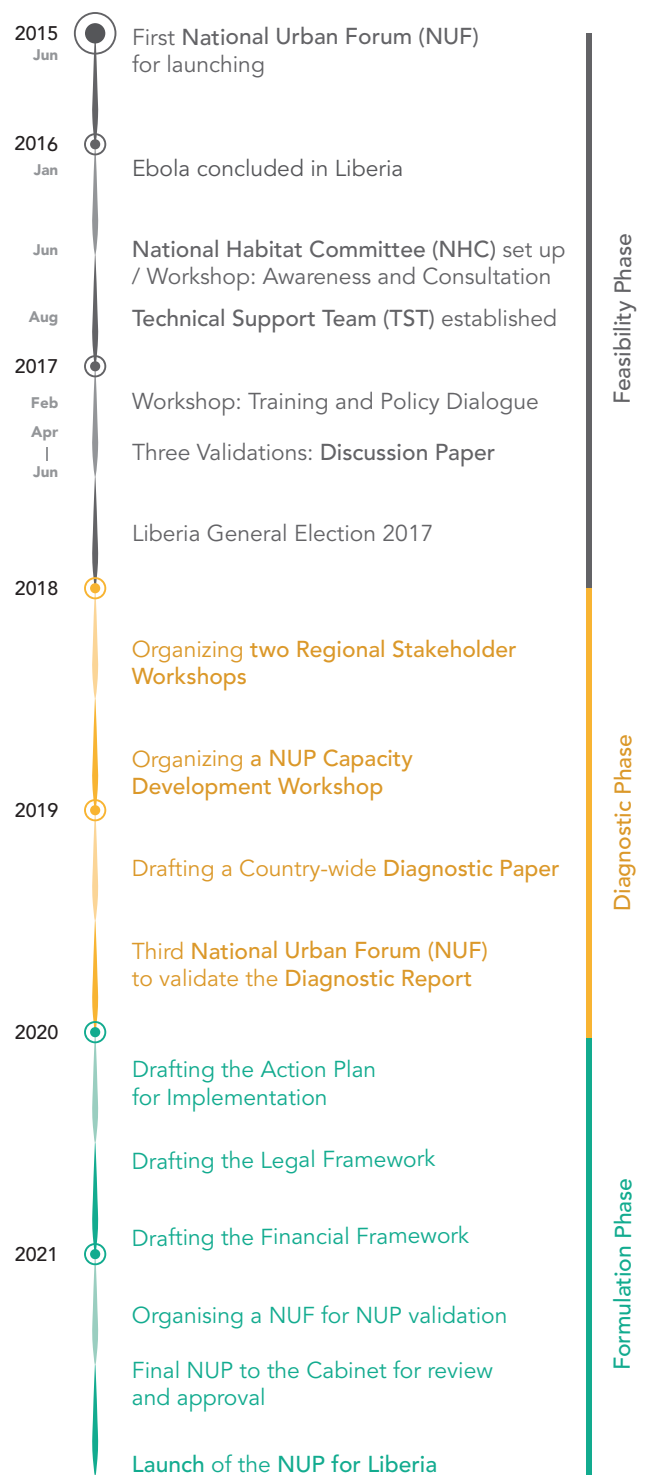 2015
Jun
First National Urban Forum (NUF)
for launching
2016
Jan
Ebola concluded in Liberia
Jun
National Habitat Committee (NHC) set up
/ Workshop: Awareness and Consultation
Aug
Technical Support Team (TST) established
2017
Feb
Workshop: Training and Policy Dialogue
Apr
|
Jun
Three Validations: Discussion Paper
Liberia General Election 2017
Feasibility Phase
2018
Organizing two Regional Stakeholder
Workshops
Organizing a NUP Capacity
Development Workshop
2019
Drafting a Country-wide Diagnostic Paper
Third National Urban Forum (NUF)
to validate the Diagnostic Report
Diagnostic Phase
2020
Drafting the Action Plan
for Implementation
Drafting the Legal Framework
Drafting the Financial Framework
2021
Organising a NUF for NUP validation
Final NUP to the Cabinet for review
and approval
Launch of the NUP for Liberia
Formulation Phase